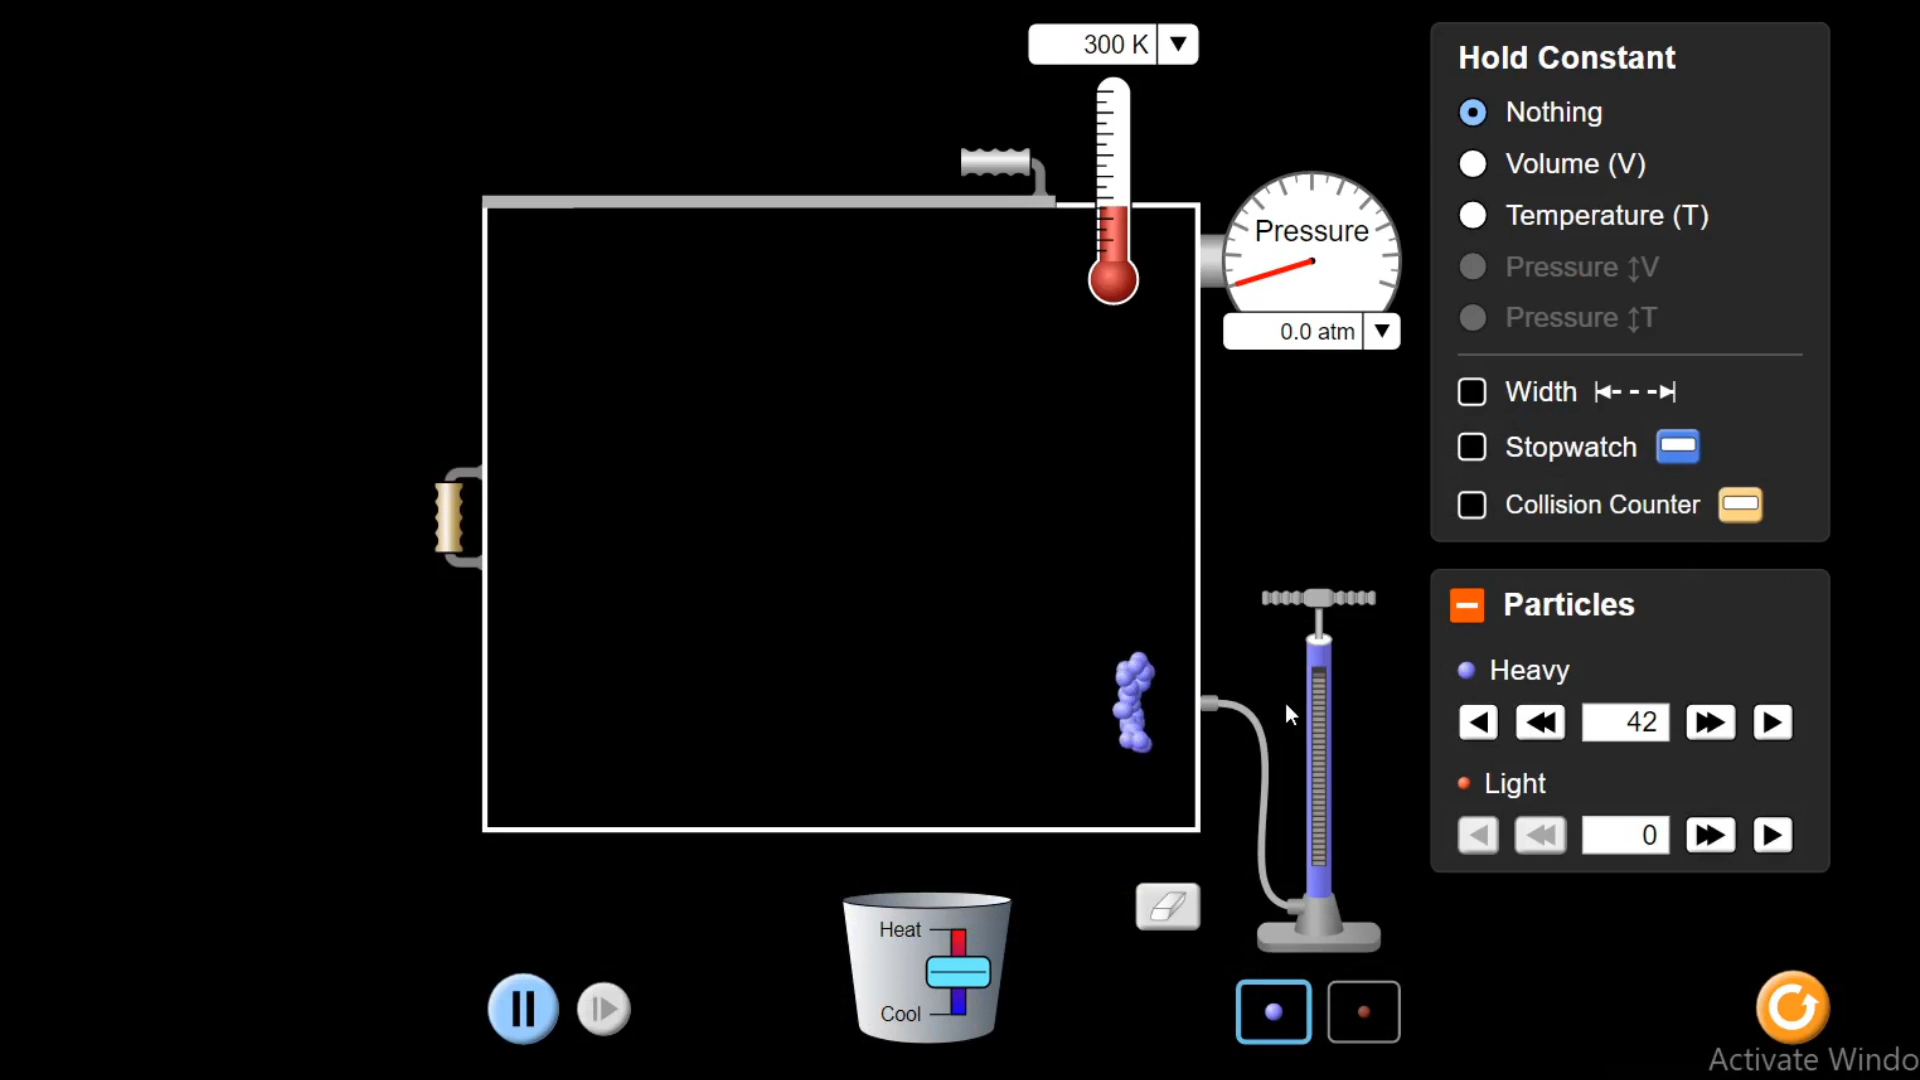 300 K
Pressure
0.0 atm
Hold Constant
Nothing
Volume (V)
Temperature (T)
Pressure ↕V
Pressure ↕T
Width
Stopwatch
Collision Counter
Particles
Heavy
42
Light
0
Heat
Cool
Activate Windo